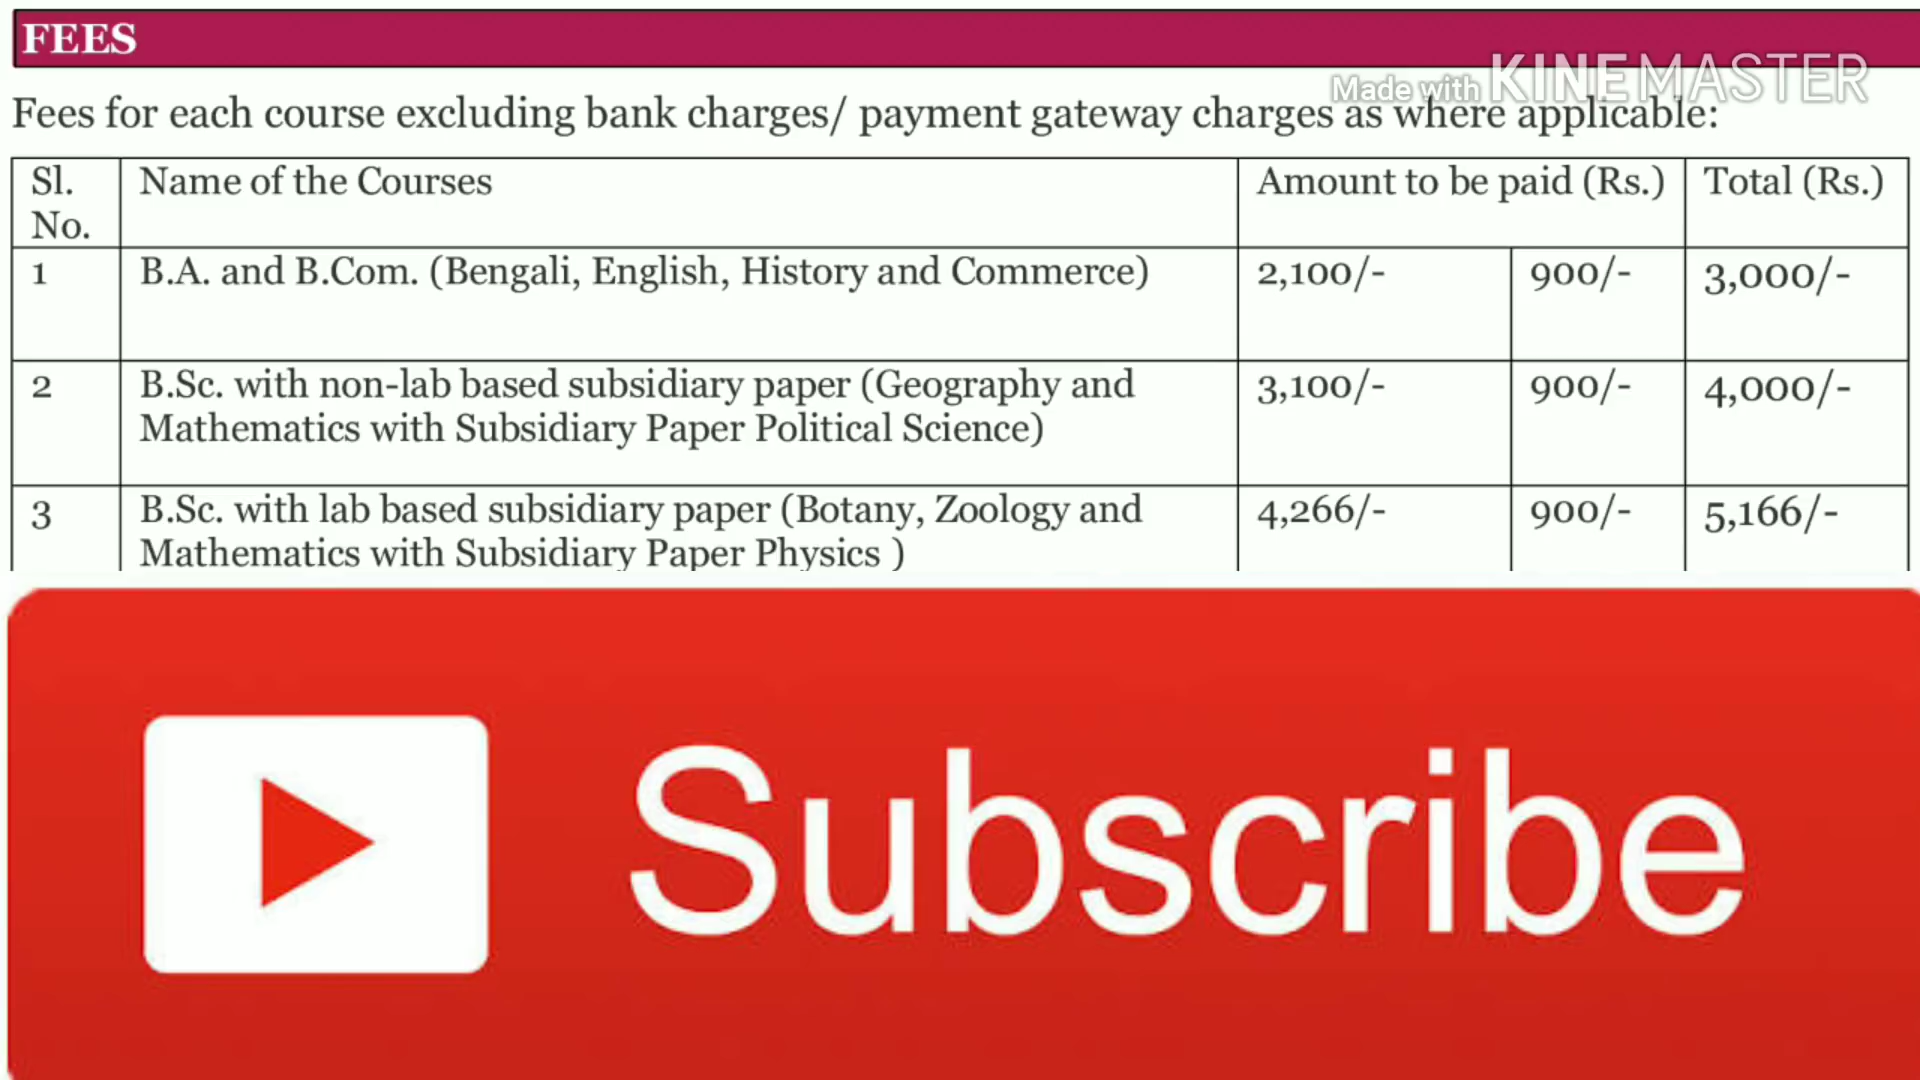 FEES
Made with KINEMASTER
Fees for each course excluding bank charges/ payment gateway charges as where applicable:
Sl. No. Name of the Courses Amount to be paid (Rs.) Total (Rs.)
1 B.A. and B.Com. (Bengali, English, History and Commerce) 2,100/- 900/- 3,000/-
2 B.Sc. with non-lab based subsidiary paper (Geography and 3,100/- 900/- 4,000/-
Mathematics with Subsidiary Paper Political Science)
3 B.Sc. with lab based subsidiary paper (Botany, Zoology and 4,266/- 900/- 5,166/-
Mathematics with Subsidiary Paper Physics )
Subscribe